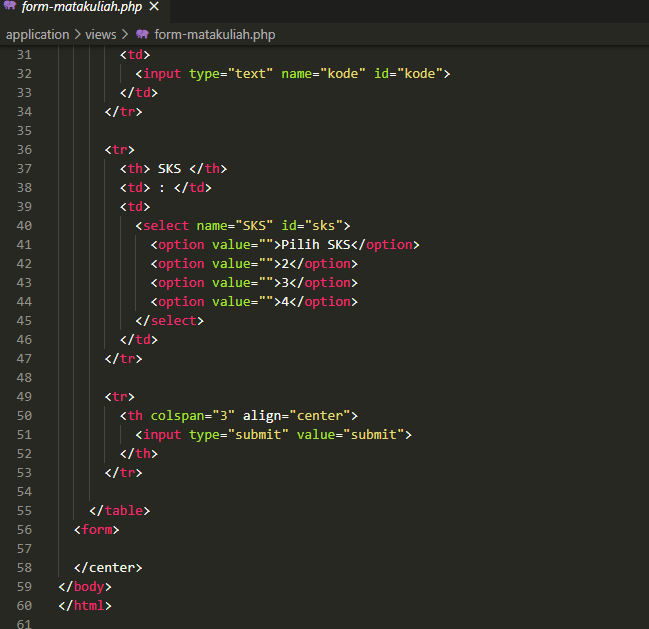 form-matakuliah.php ×
application > views > form-matakuliah.php
31 <td>
32 <input type="text" name="kode" id="kode">
33 </td>
34 </tr>
35
36 <tr>
37 <th> SKS </th>
38 <td> : </td>
39 <td>
40 <select name="SKS" id="sks">
41 <option value="">Pilih SKS</option>
42 <option value="">2</option>
43 <option value="">3</option>
44 <option value="">4</option>
45 </select>
46 </td>
47 </tr>
48
49 <tr>
50 <th colspan="3" align="center">
51 <input type="submit" value="submit">
52 </th>
53 </tr>
54
55 </table>
56 <form>
57
58 </center>
59 </body>
60 </html>
61